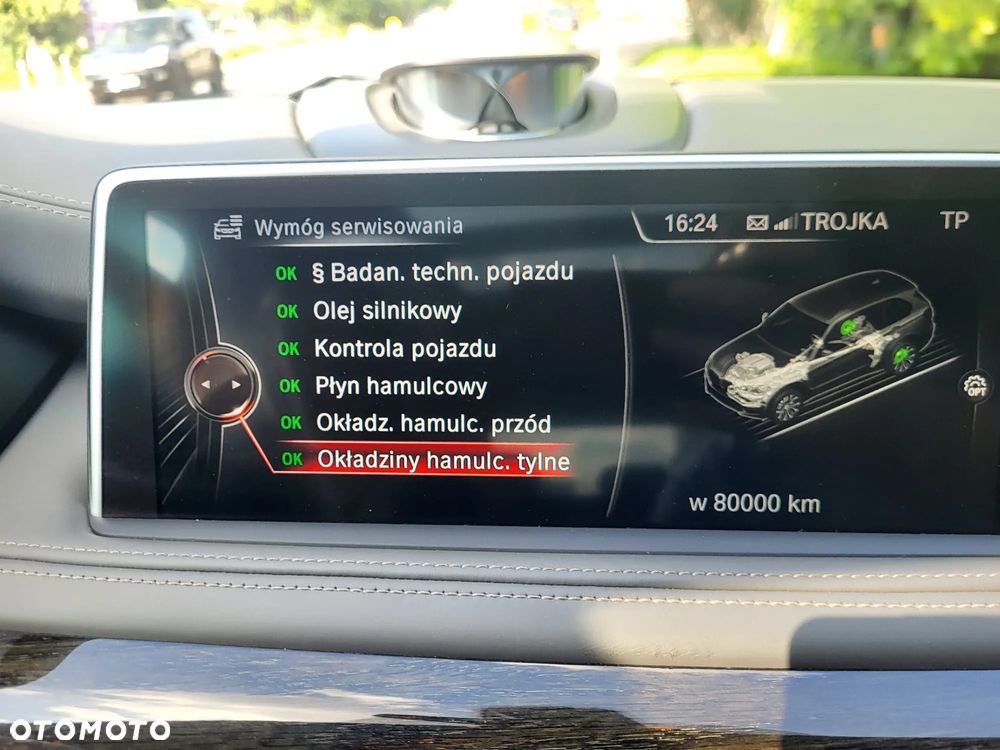 Wymóg serwisowania
16:24 TROJKA TP
OK § Badan. techn. pojazdu
OK Olej silnikowy
OK Kontrola pojazdu
OK Płyn hamulcowy
OPT
OK Okładz. hamulc. przód
OK Okładziny hamulc. tylne
w 80000 km
OTOMOTO